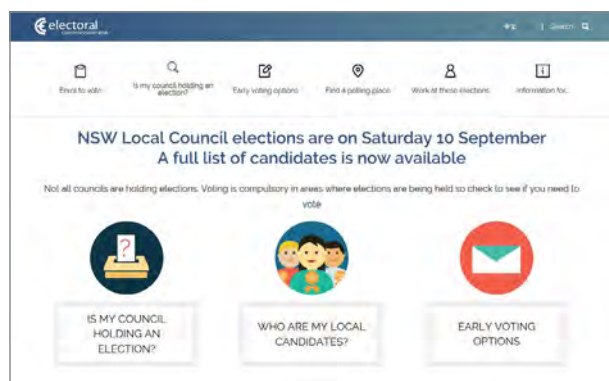 electoral
Search
Enrol to vote
Is my council holding an
election?
Early voting options
Find a polling place
Work at these elections
Information for...
NSW Local Council elections are on Saturday 10 September
A full list of candidates is now available
Not all councils are holding elections. Voting is compulsory in areas where elections are being held so check to see if you need to
vote
?
IS MY COUNCIL
HOLDING AN
ELECTION?
WHO ARE MY LOCAL
CANDIDATES?
EARLY VOTING
OPTIONS